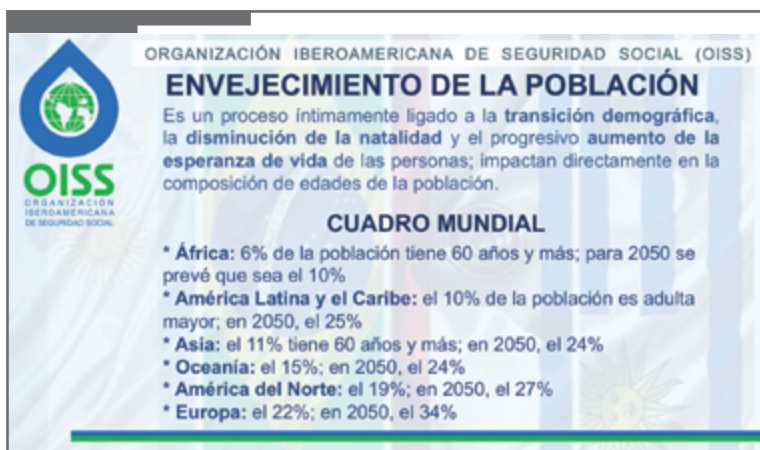 ORGANIZACIÓN IBEROAMERICANA DE SEGURIDAD SOCIAL (OISS)
ENVEJECIMIENTO DE LA POBLACIÓN
Es un proceso íntimamente ligado a la transición demográfica,
la disminución de la natalidad y el progresivo aumento de la
esperanza de vida de las personas; impactan directamente en la
composición de edades de la población.
OISS
ORGANIZACIÓN
IBEROAMERICANA
DE SEGURIDAD SOCIAL
CUADRO MUNDIAL
* África: 6% de la población tiene 60 años y más; para 2050 se
prevé que sea el 10%
* América Latina y el Caribe: el 10% de la población es adulta
mayor; en 2050, el 25%
* Asia: el 11% tiene 60 años y más; en 2050, el 24%
* Oceanía: el 15%; en 2050, el 24%
* América del Norte: el 19%; en 2050, el 27%
* Europa: el 22%; en 2050, el 34%